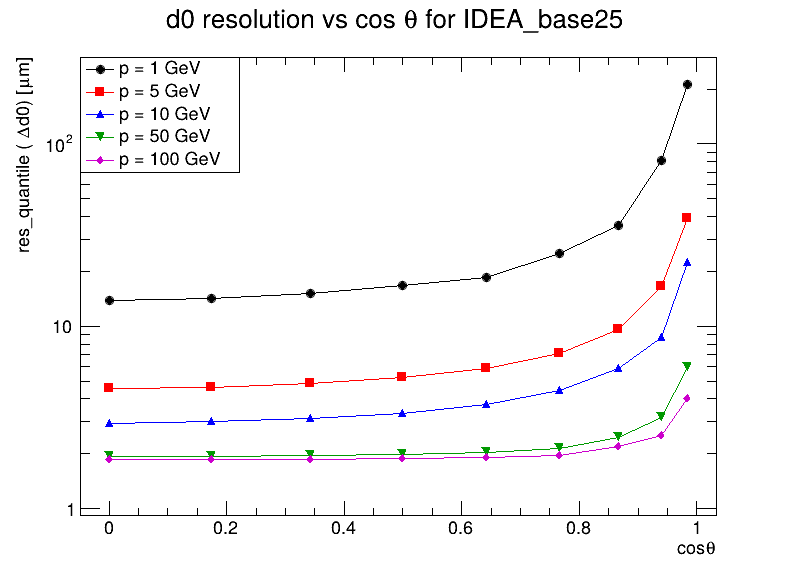 d0 resolution vs cos θ for IDEA_base25
res_quantile ( Δd0) [μm]
p = 1 GeV
p = 5 GeV
p = 10 GeV
p = 50 GeV
p = 100 GeV
10²
10
1
0 0.2 0.4 0.6 0.8 1
cosθ